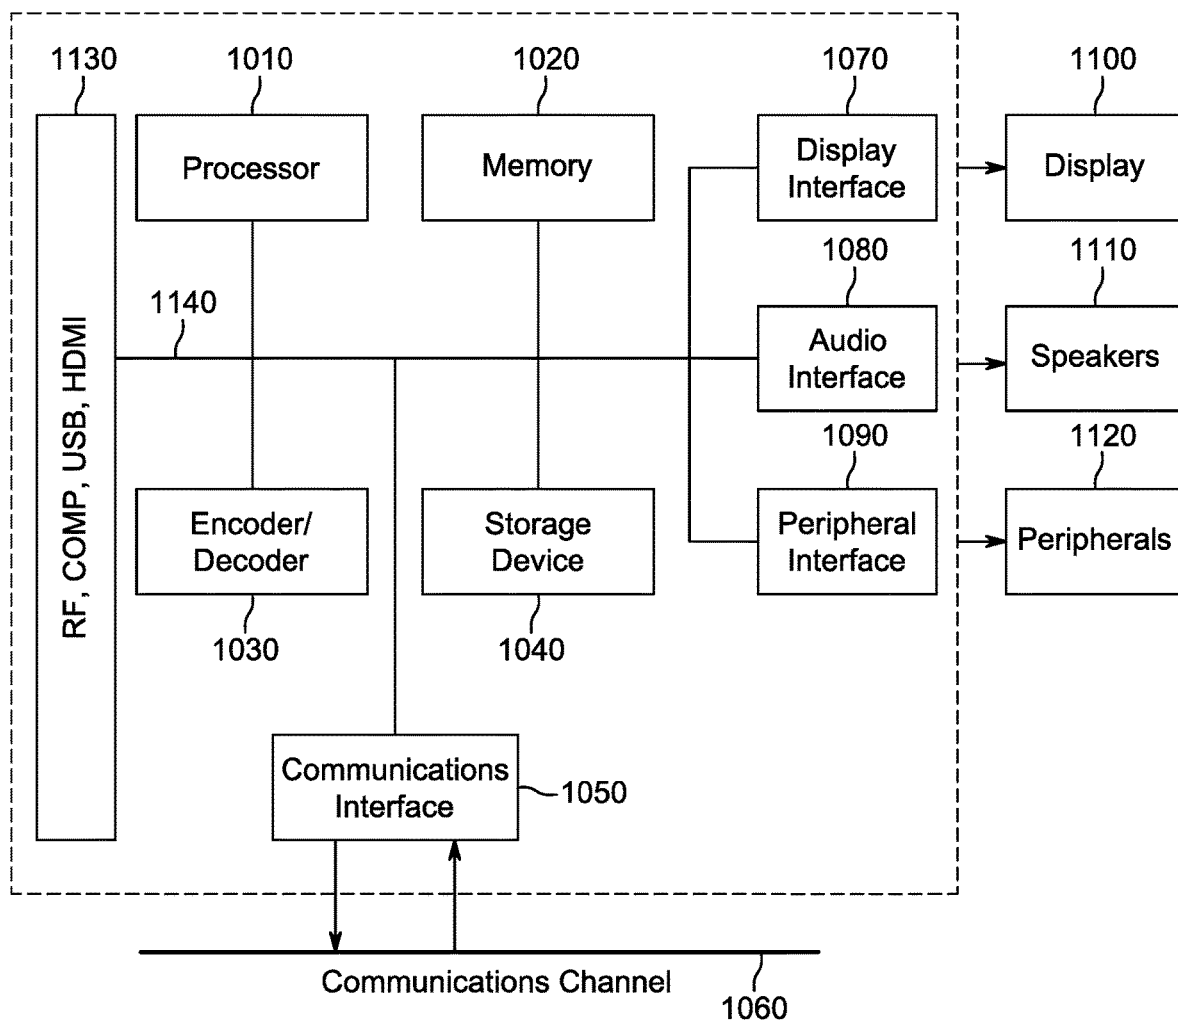 1130
1010
1020
1070
1100
Processor
Memory
Display
Interface
Display
1140
1080
1110
RF, COMP, USB, HDMI
Audio
Interface
Speakers
1090
1120
Encoder/
Decoder
Storage
Device
Peripheral
Interface
Peripherals
1030
1040
Communications
Interface
1050
Communications Channel
1060